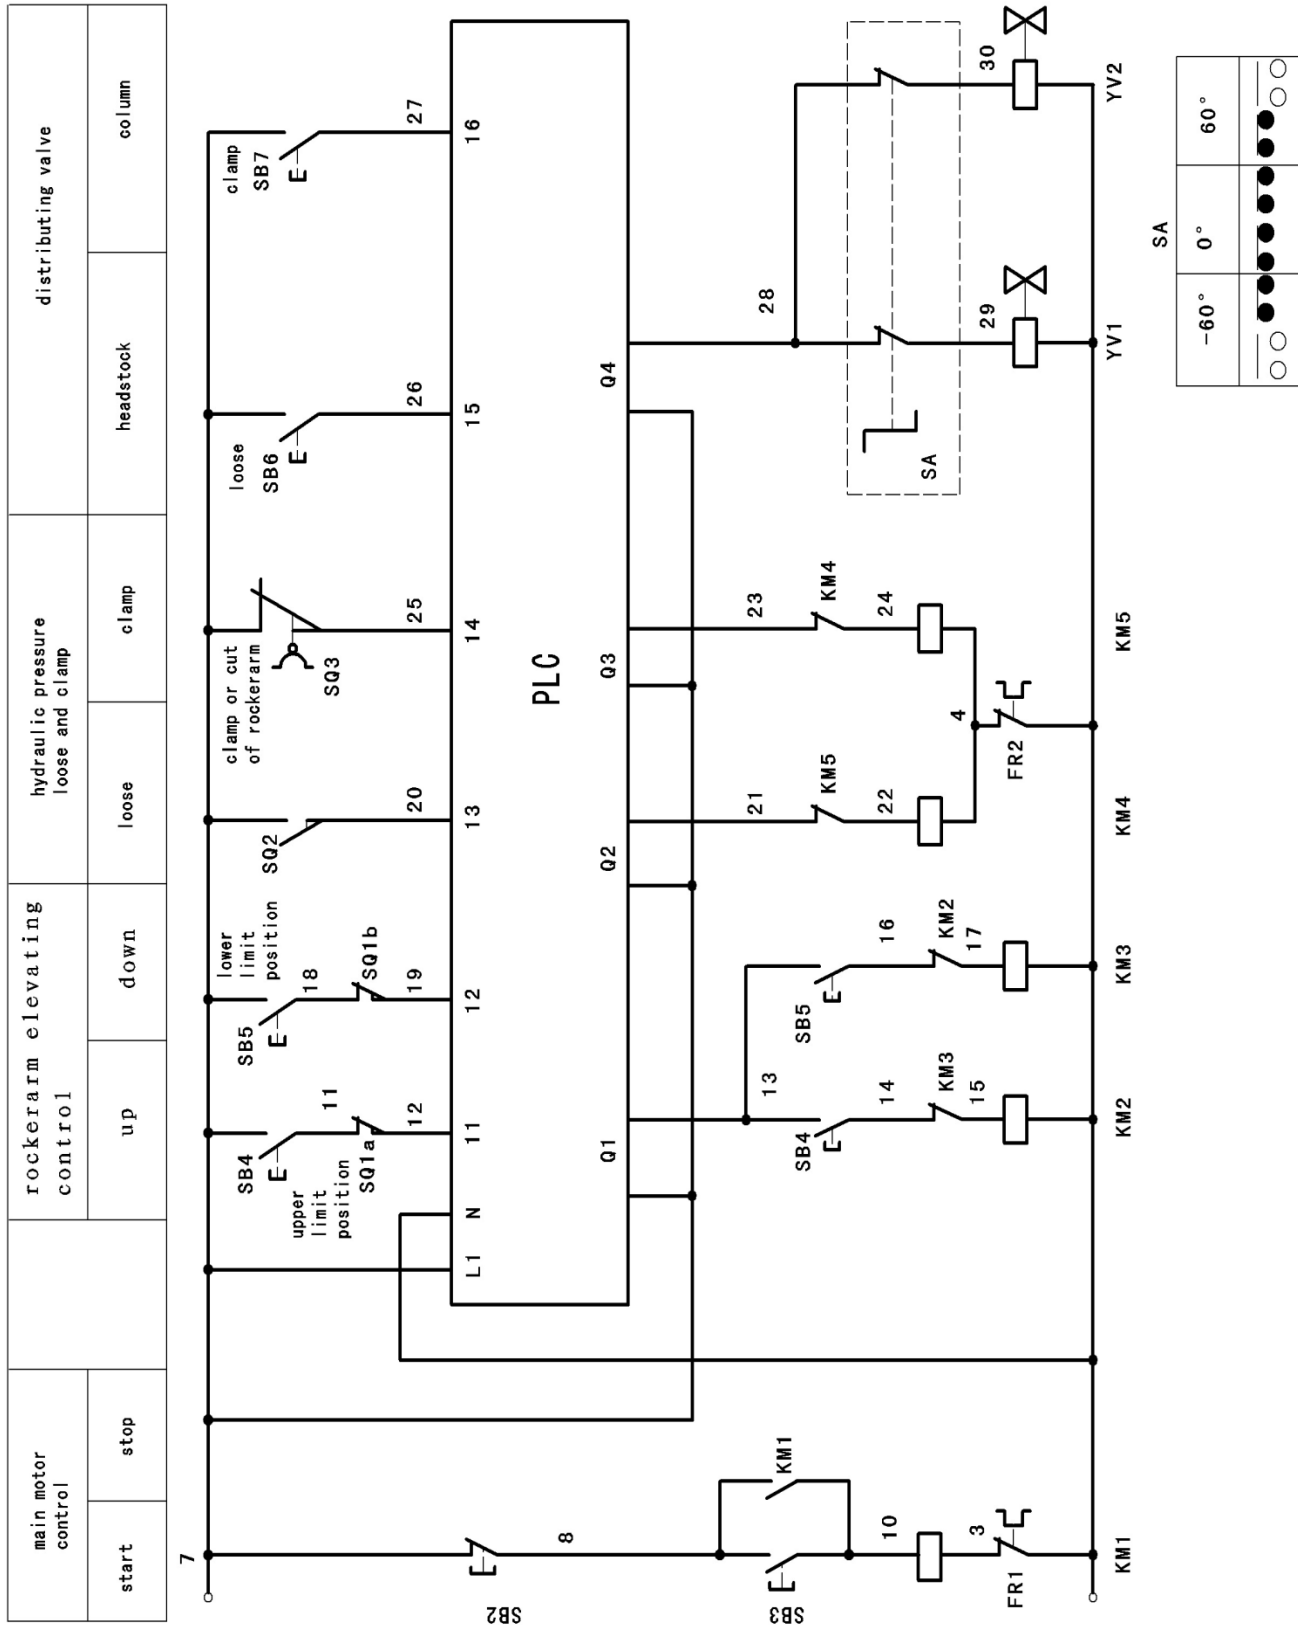 main motor
control
start
stop
rockerarm elevating
control
up
down
hydraulic pressure
loose and clamp
loose
clamp
distributing valve
headstock
column
7
SB4
11
SQ1a
12
upper
limit
position
SB5
18
SQ1b
19
lower
limit
position
SQ2
20
clamp or cut
of rockerarm
SQ3
25
loose
SB6
26
clamp
SB7
27
L1
N
11
12
13
14
15
16
PLC
Q1
Q2
Q3
Q4
SB2
8
SB3
KM1
10
3
FR1
KM1
13
SB4
14
KM3
15
KM2
SB5
16
KM2
17
KM3
21
KM5
22
KM4
23
KM4
24
KM5
4
FR2
28
SA
29
YV1
30
YV2
SA
-60°
0°
60°